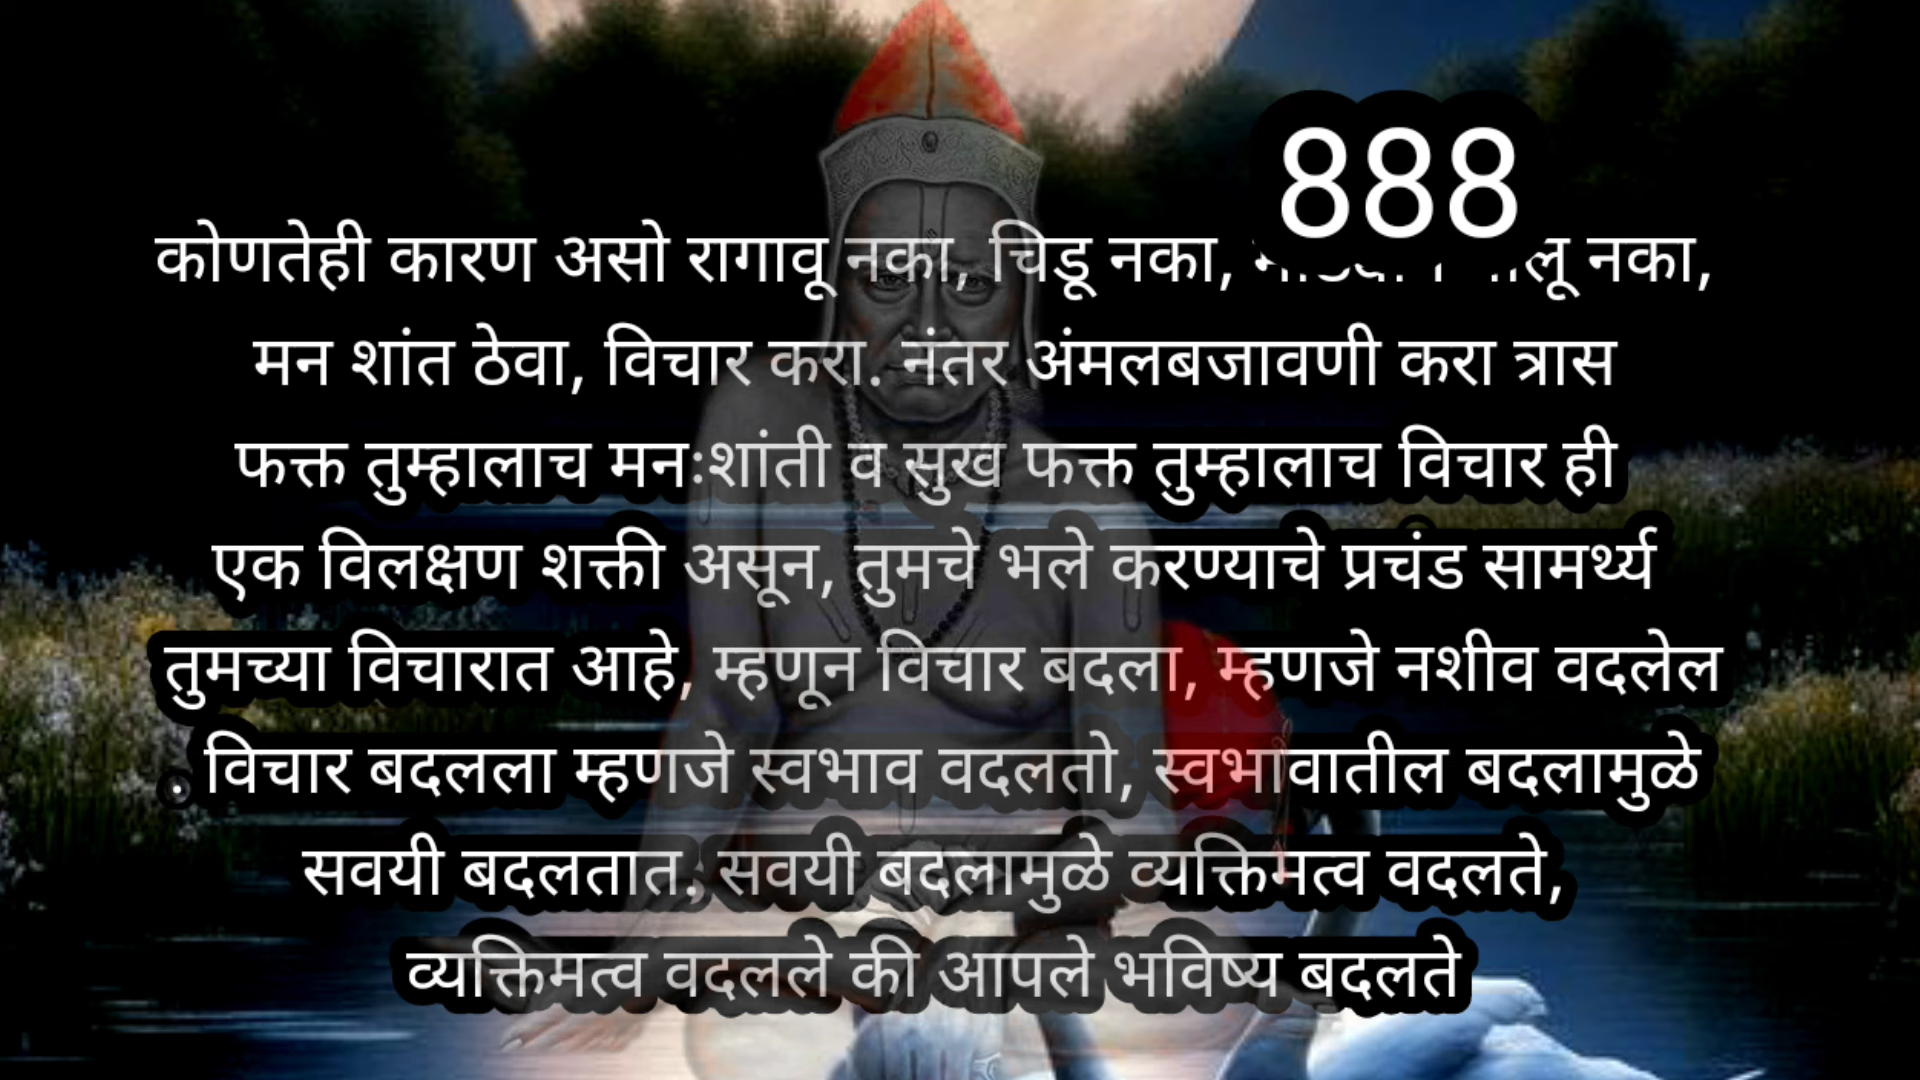 888
कोणतेही कारण असो रागावू नका, चिडू नका, नका,
मन शांत ठेवा, विचार करा. नंतर अंमलबजावणी करा त्रास
फक्त तुम्हालाच मनःशांती व सुख फक्त तुम्हालाच विचार ही
एक विलक्षण शक्ती असून, तुमचे भले करण्याचे प्रचंड सामर्थ्य
तुमच्या विचारात आहे, म्हणून विचार बदला, म्हणजे नशीव वदलेल
. विचार बदलला म्हणजे स्वभाव वदलतो, स्वभावातील बदलामुळे
सवयी बदलतात. सवयी बदलामुळे व्यक्तिमत्व वदलते,
व्यक्तिमत्व वदलले की आपले भविष्य बदलते